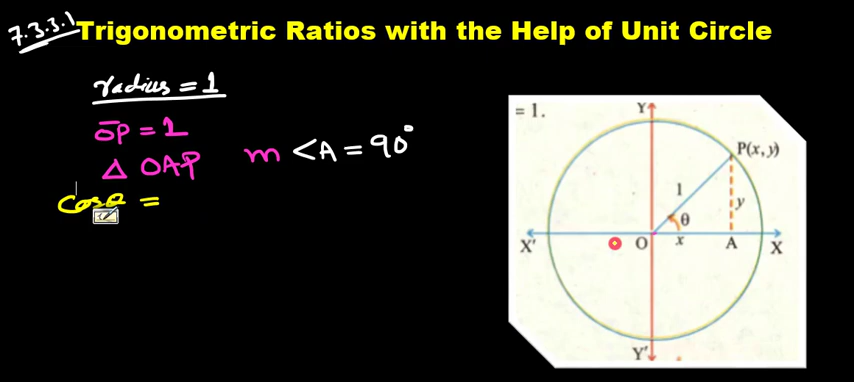 7.3.3.1 Trigonometric Ratios with the Help of Unit Circle
radius = 1
OP = 1
△ OAP m <A = 90°
Cosθ =
= 1.
Y
P(x, y)
1
y
θ
X'
O
x
A
X
Y'